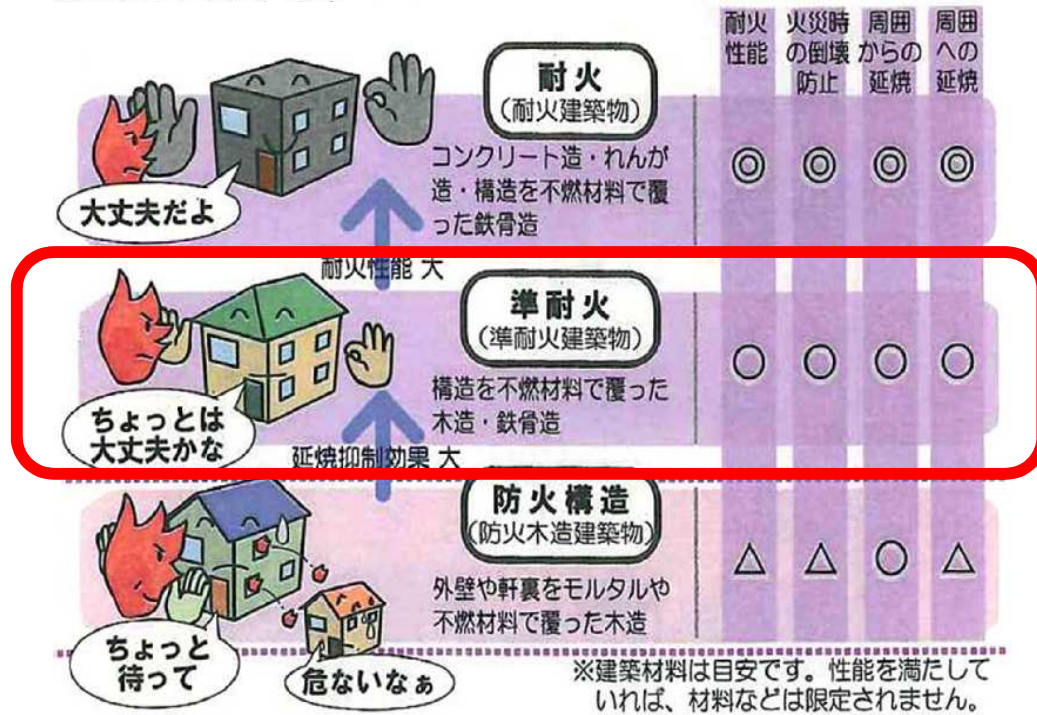 耐火
性能
火災時
の倒壊
防止
周囲
からの
延焼
周囲
への
延焼
耐火
(耐火建築物)
コンクリート造・れんが
造・構造を不燃材料で覆
った鉄骨造
◎ ◎ ◎ ◎
大丈夫だよ
耐火性能 大
準耐火
(準耐火建築物)
構造を不燃材料で覆った
木造・鉄骨造
○ ○ ○ ○
ちょっとは
大丈夫かな
延焼抑制効果 大
防火構造
(防火木造建築物)
外壁や軒裏をモルタルや
不燃材料で覆った木造
△ △ ○ △
ちょっと
待って
危ないなぁ
※建築材料は目安です。性能を満たして
いれば、材料などは限定されません。